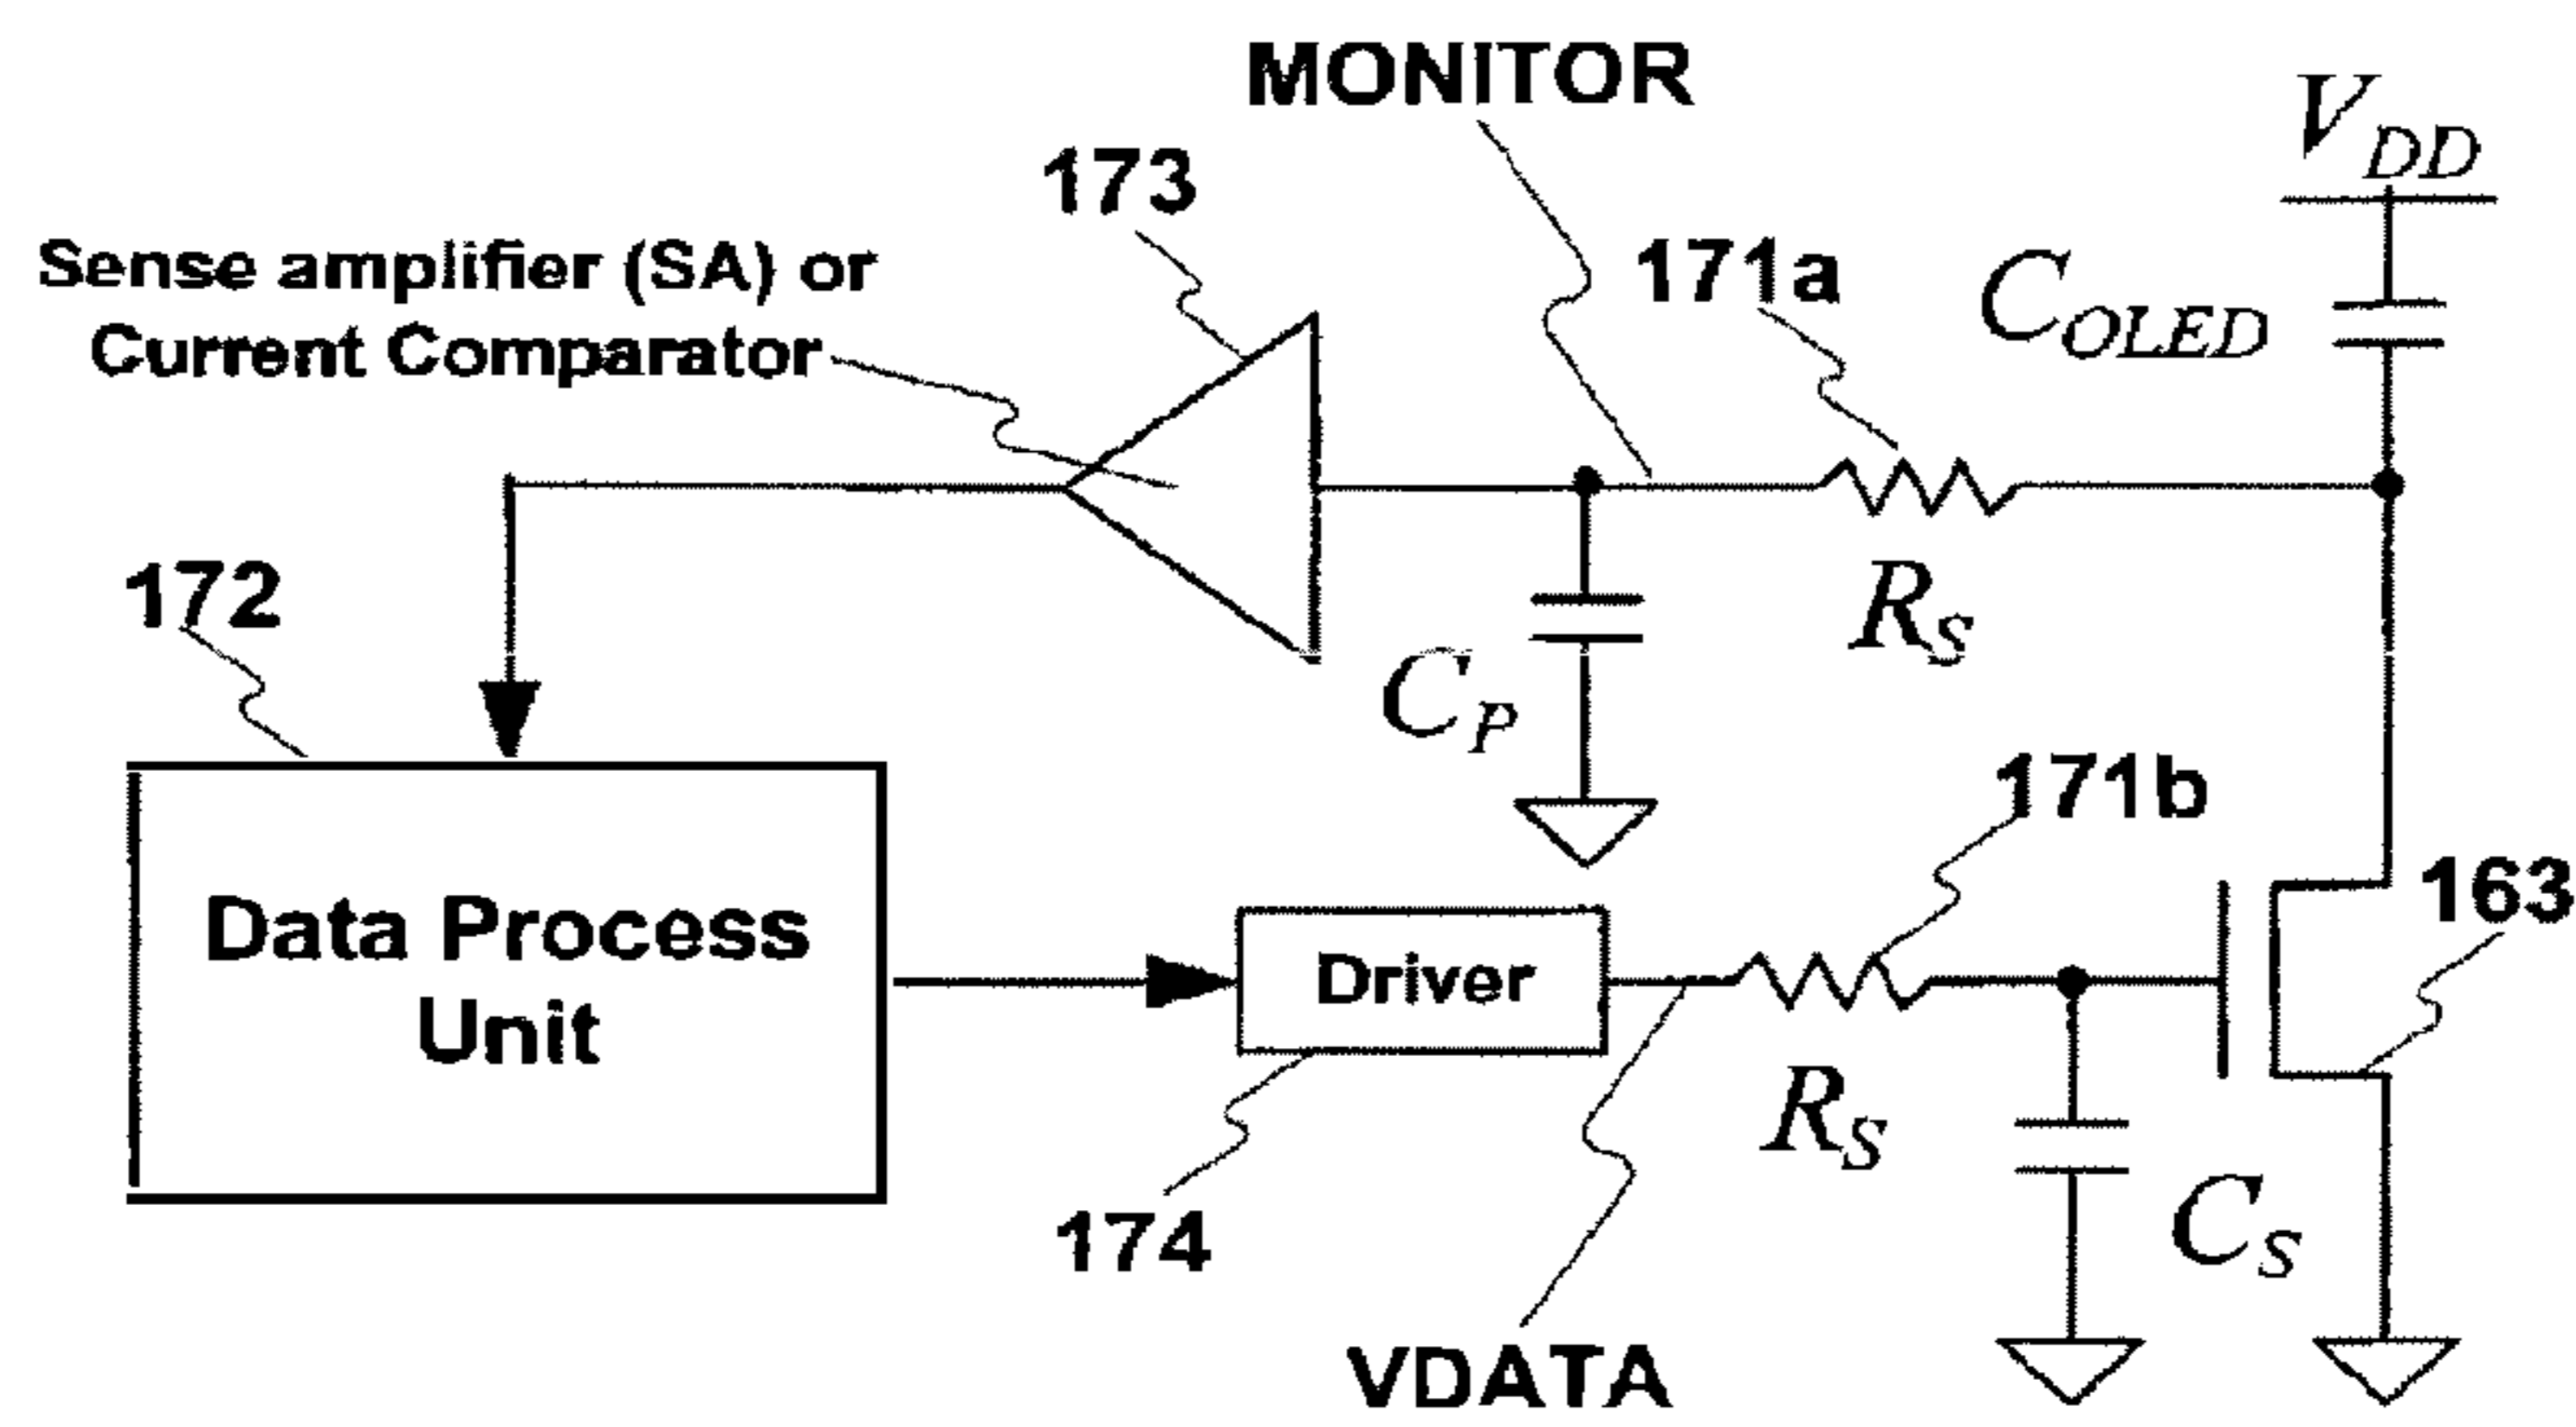 MONITOR
V_DD
173
171a
Sense amplifier (SA) or
Current Comparator
C_OLED
172
R_S
C_P
171b
163
Data Process
Unit
Driver
R_S
174
C_S
VDATA